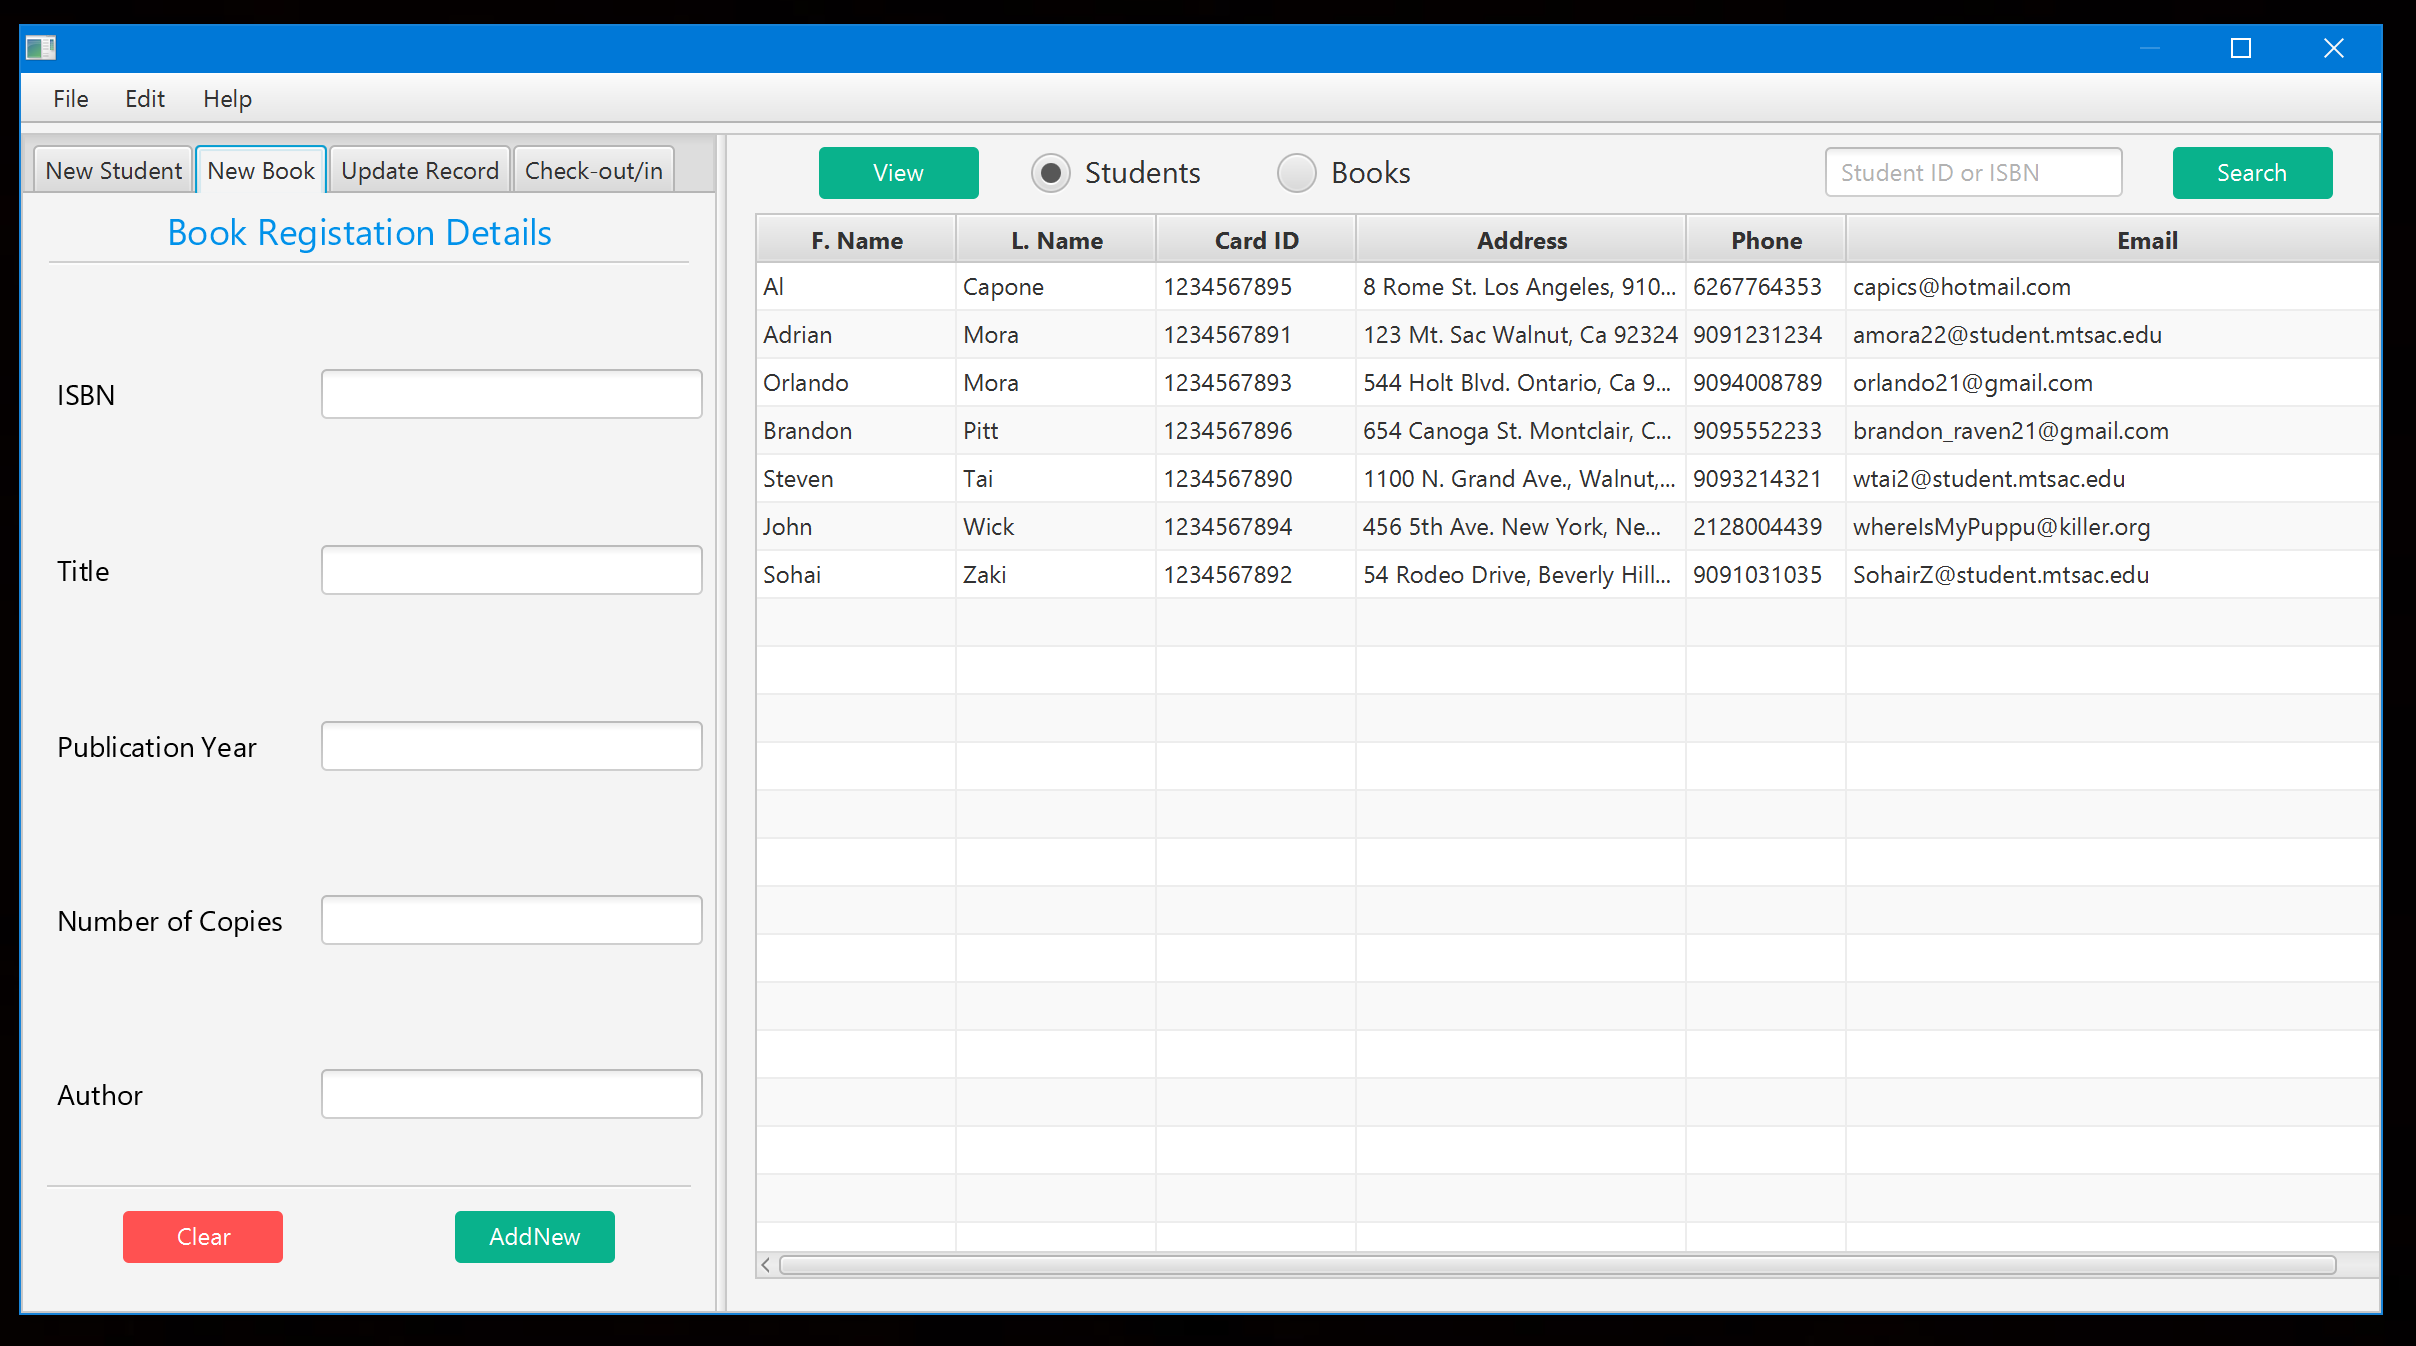 File Edit Help
New Student New Book Update Record Check-out/in
Book Registation Details
ISBN
Title
Publication Year
Number of Copies
Author
Clear AddNew
View Students Books Student ID or ISBN Search
F. Name L. Name Card ID Address Phone Email
Al Capone 1234567895 8 Rome St. Los Angeles, 910... 6267764353 capics@hotmail.com
Adrian Mora 1234567891 123 Mt. Sac Walnut, Ca 92324 9091231234 amora22@student.mtsac.edu
Orlando Mora 1234567893 544 Holt Blvd. Ontario, Ca 9... 9094008789 orlando21@gmail.com
Brandon Pitt 1234567896 654 Canoga St. Montclair, C... 9095552233 brandon_raven21@gmail.com
Steven Tai 1234567890 1100 N. Grand Ave., Walnut,... 9093214321 wtai2@student.mtsac.edu
John Wick 1234567894 456 5th Ave. New York, Ne... 2128004439 whereIsMyPuppu@killer.org
Sohai Zaki 1234567892 54 Rodeo Drive, Beverly Hill... 9091031035 SohairZ@student.mtsac.edu